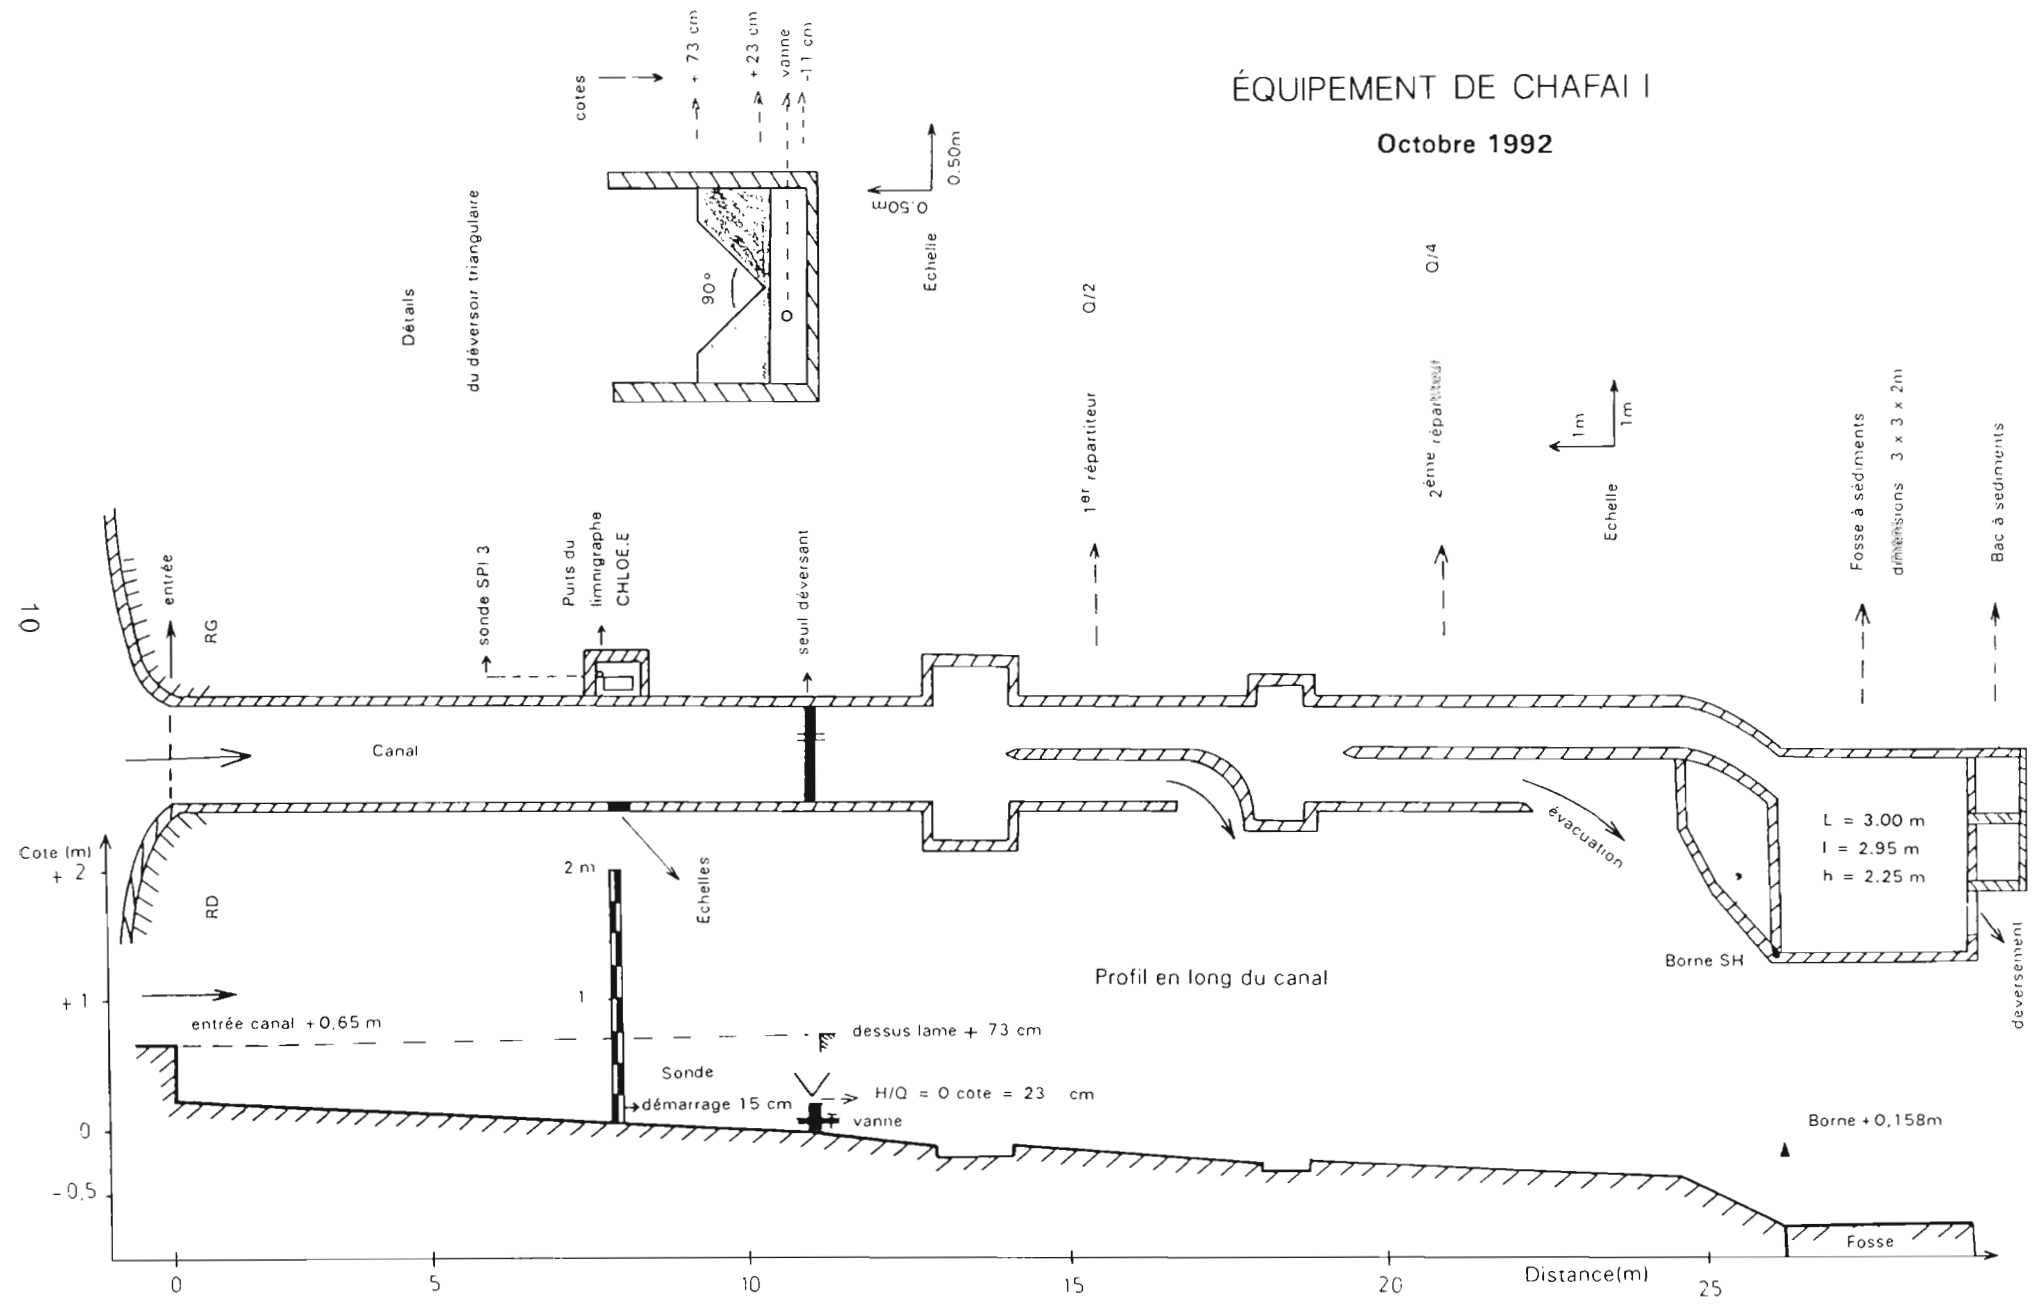 ÉQUIPEMENT DE CHAFAI I
Octobre 1992
cotes
+ 73 cm
+ 23 cm
vanne
-11 cm
Détails
du déversoir triangulaire
90°
0.50m
0.50m
Echelle
Q/2
1er répartiteur
Q/4
2ème répartiteur
1m
1m
Echelle
Fosse à sédiments
dimensions 3 x 3 x 2m
Bac à sediments
10
entrée
RG
sonde SPI 3
Puits du
limnigraphe
CHLOE.E
seuil déversant
Canal
évacuation
L = 3.00 m
l = 2.95 m
h = 2.25 m
Borne SH
deversement
Echelles
RD
Cote (m)
+ 2
+ 1
0
- 0,5
2 m
1
Profil en long du canal
entrée canal +0,65 m
dessus lame + 73 cm
Sonde
démarrage 15 cm
H/Q = 0 cote = 23 cm
vanne
Borne +0,158m
Fosse
0
5
10
15
20
25
Distance(m)